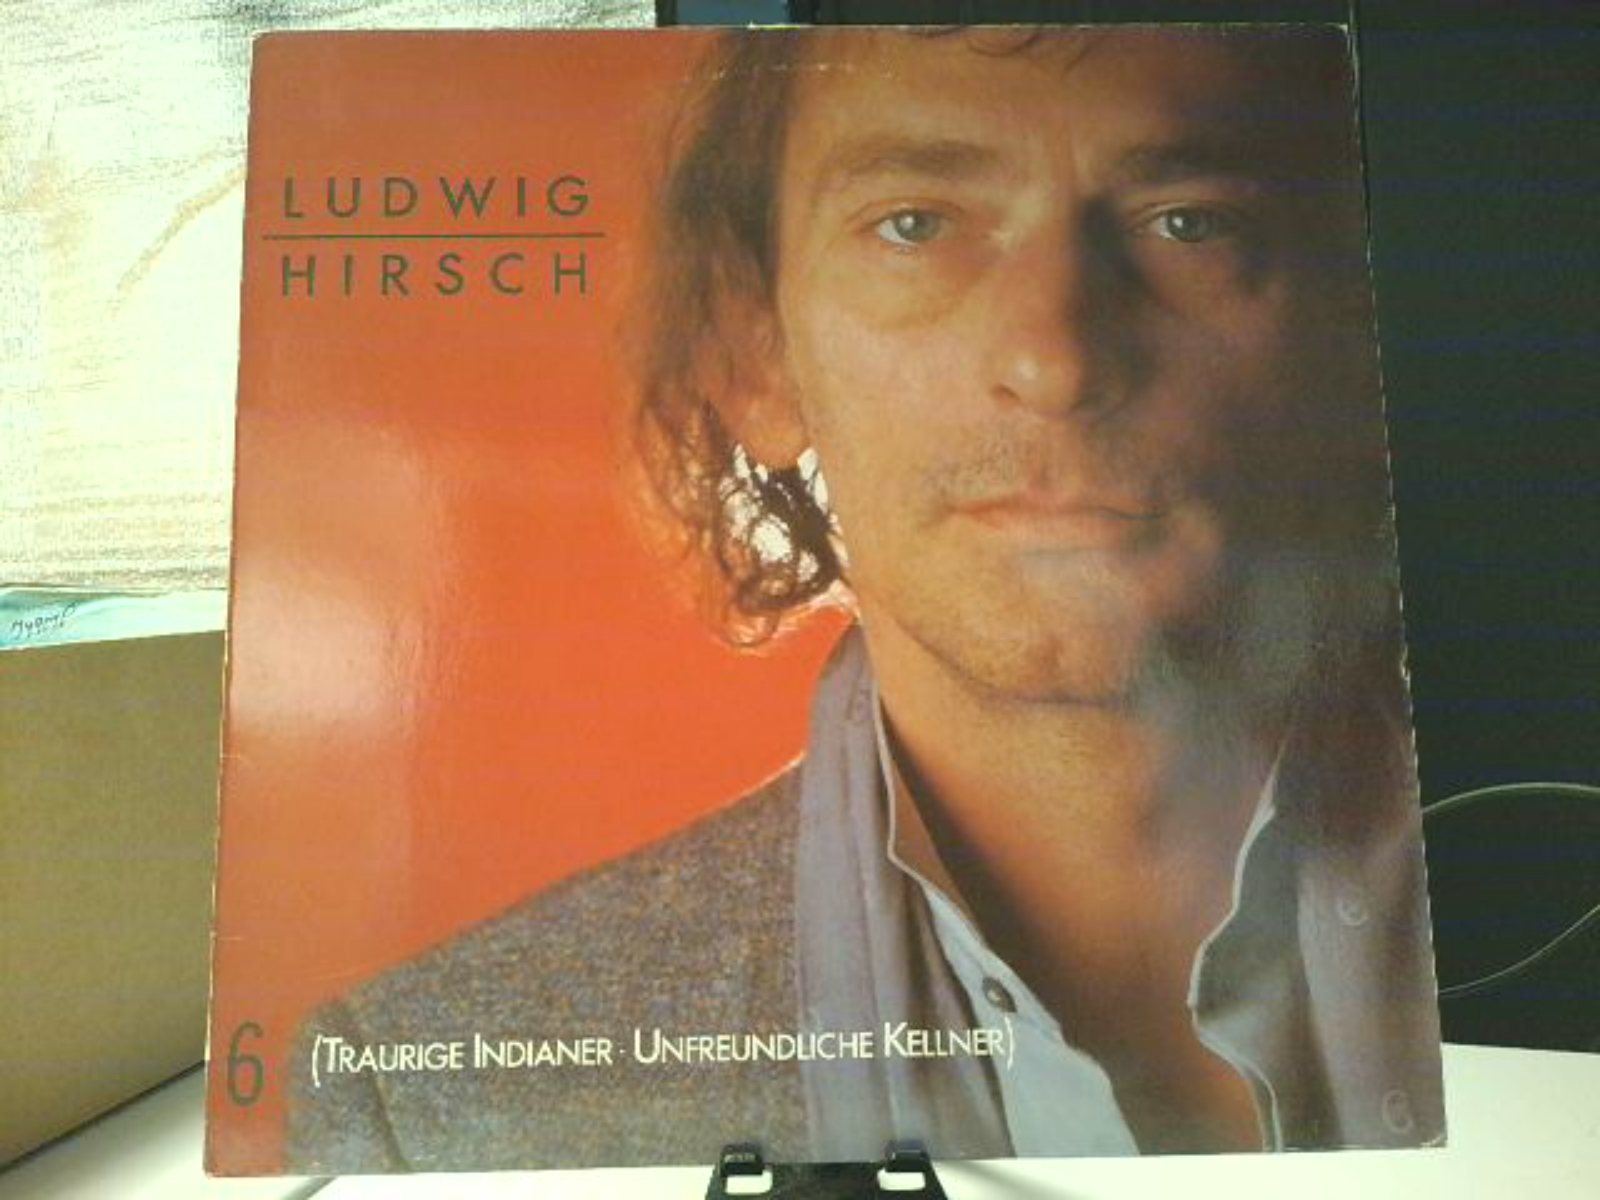 LUDWIG
HIRSCH
6 (TRAURIGE INDIANER · UNFREUNDLICHE KELLNER)